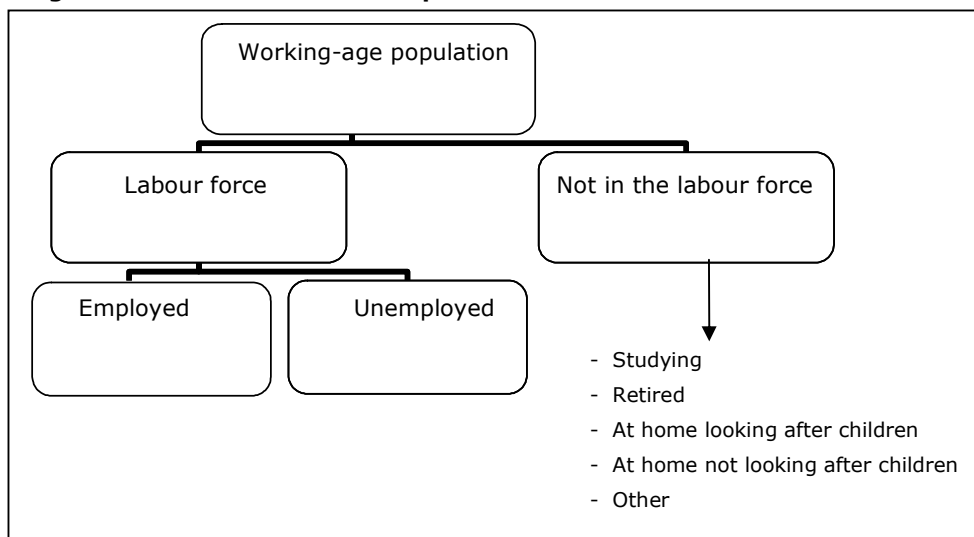 Working-age population
Labour force
Not in the labour force
Employed
Unemployed
- Studying
- Retired
- At home looking after children
- At home not looking after children
- Other